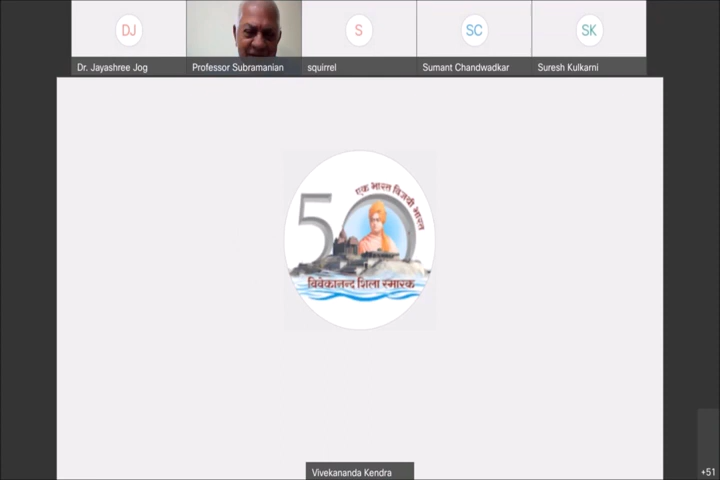 DJ
S
SC
SK
Dr. Jayashree Jog
Professor Subramanian
squirrel
Sumant Chandwadkar
Suresh Kulkarni
50
एक भारत विजयी भारत
विवेकानन्द शिला स्मारक
Vivekananda Kendra
+51